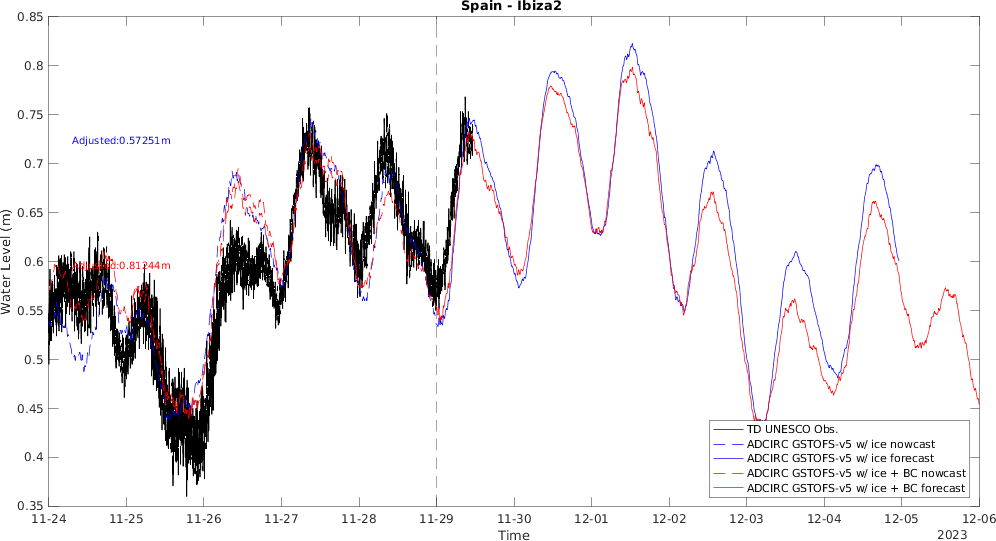 Spain - Ibiza2
0.85
0.8
0.75
0.7
0.65
0.6
0.55
0.5
0.45
0.4
0.35
Water Level (m)
Adjusted:0.57251m
Adjusted:0.81244m
TD UNESCO Obs.
ADCIRC GSTOFS-v5 w/ ice nowcast
ADCIRC GSTOFS-v5 w/ ice forecast
ADCIRC GSTOFS-v5 w/ ice + BC nowcast
ADCIRC GSTOFS-v5 w/ ice + BC forecast
11-24 11-25 11-26 11-27 11-28 11-29 11-30 12-01 12-02 12-03 12-04 12-05 12-06
Time
2023